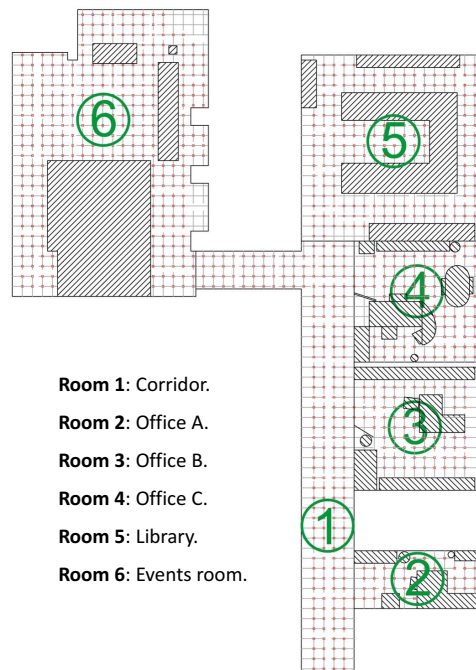 6
5
4
3
1
2
Room 1: Corridor.
Room 2: Office A.
Room 3: Office B.
Room 4: Office C.
Room 5: Library.
Room 6: Events room.